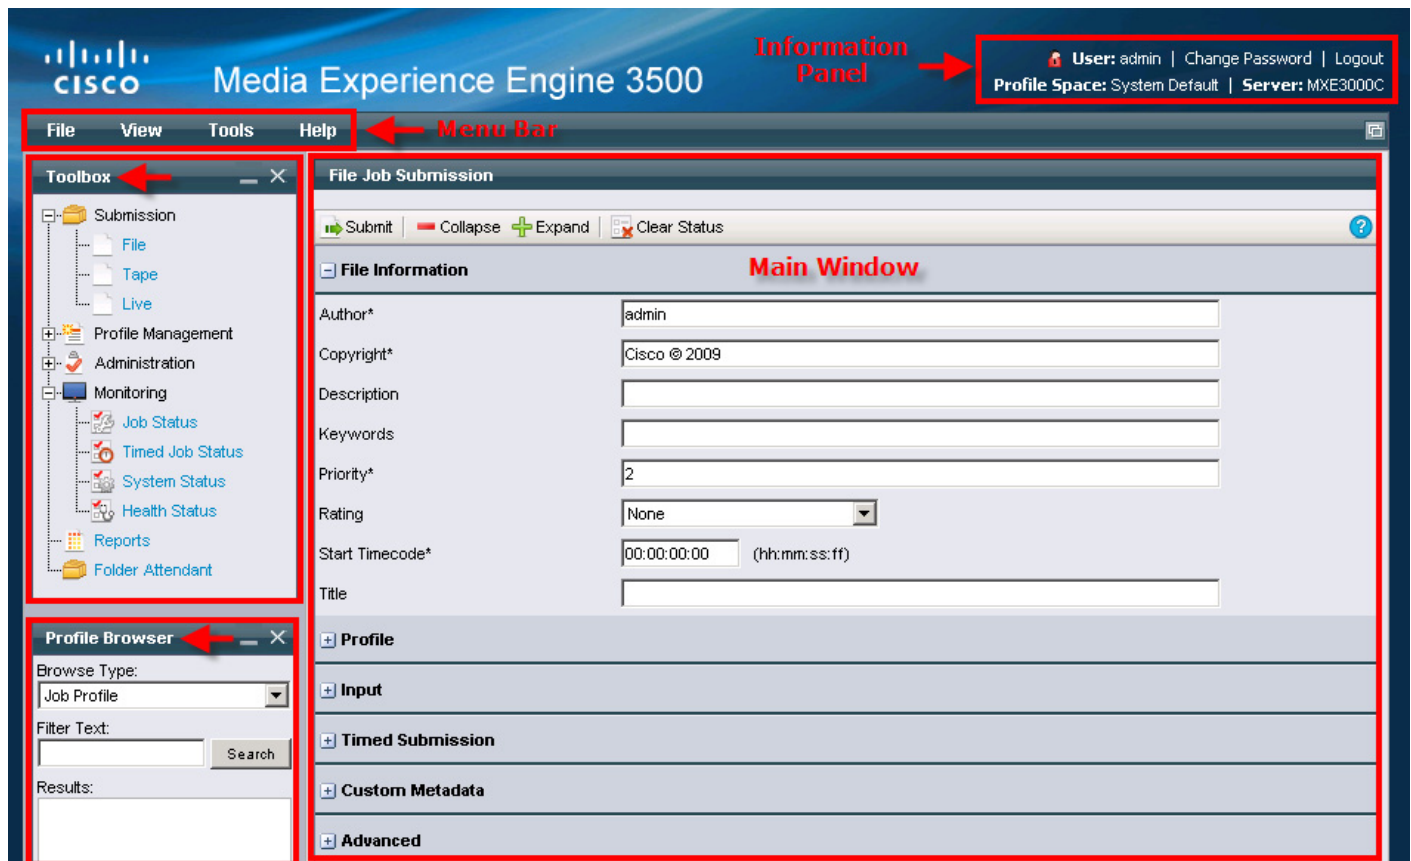 Information
Panel
User: admin | Change Password | Logout
Profile Space: System Default | Server: MXE3000C
CISCO
Media Experience Engine 3500
File View Tools Help
Menu Bar
Toolbox
Submission
File
Tape
Live
Profile Management
Administration
Monitoring
Job Status
Timed Job Status
System Status
Health Status
Reports
Folder Attendant
Profile Browser
Browse Type:
Job Profile
Filter Text:
Search
Results:
File Job Submission
Submit | Collapse Expand | Clear Status
?
File Information
Main Window
Author* admin
Copyright* Cisco © 2009
Description
Keywords
Priority* 2
Rating None
Start Timecode* 00:00:00:00 (hh:mm:ss:ff)
Title
Profile
Input
Timed Submission
Custom Metadata
Advanced